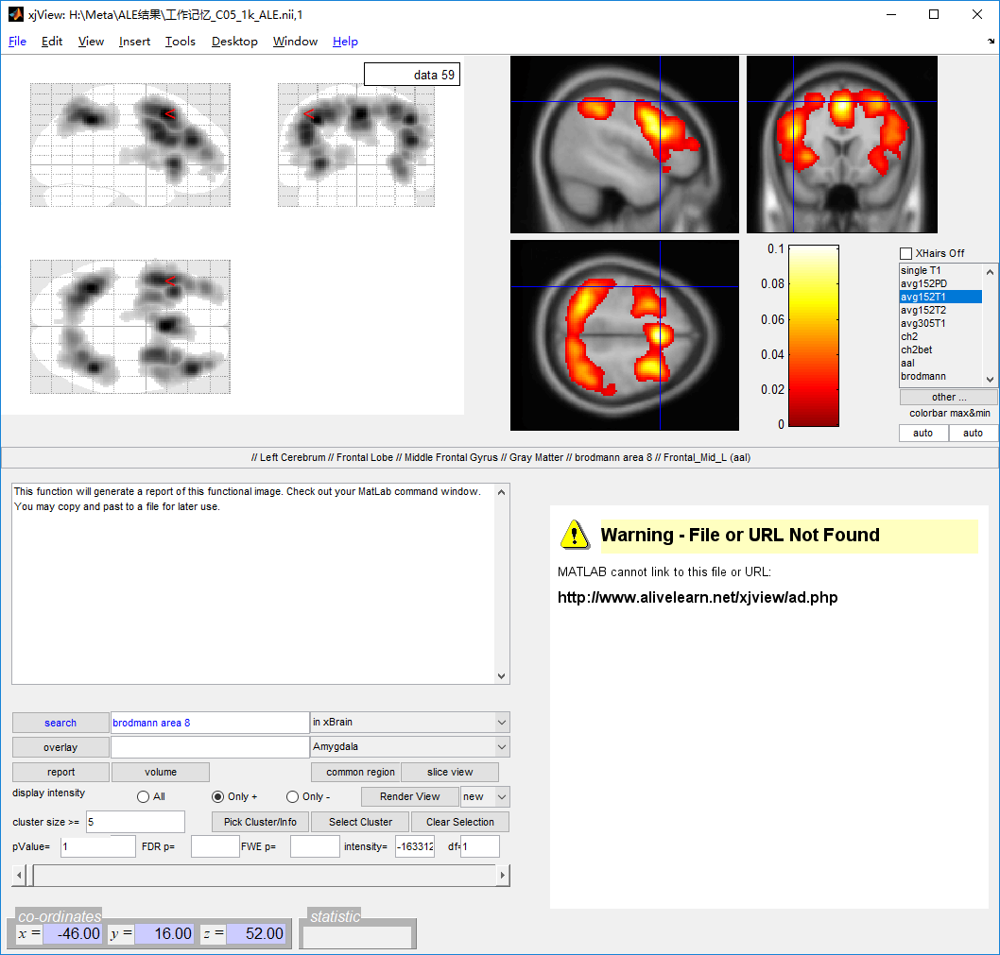 xjView: H:\Meta\ALE结果\工作记忆_C05_1k_ALE.nii,1
File Edit View Insert Tools Desktop Window Help
data 59
<
<
<
0.1
0.08
0.06
0.04
0.02
0
XHairs Off
single T1
avg152PD
avg152T1
avg152T2
avg305T1
ch2
ch2bet
aal
brodmann
other ...
colorbar max&min
auto auto
// Left Cerebrum // Frontal Lobe // Middle Frontal Gyrus // Gray Matter // brodmann area 8 // Frontal_Mid_L (aal)
This function will generate a report of this functional image. Check out your MatLab command window.
You may copy and past to a file for later use.
Warning - File or URL Not Found
MATLAB cannot link to this file or URL:
http://www.alivelearn.net/xjview/ad.php
search brodmann area 8 in xBrain
overlay Amygdala
report volume common region slice view
display intensity All Only + Only - Render View new
cluster size >= 5 Pick Cluster/Info Select Cluster Clear Selection
pValue= 1 FDR p= FWE p= intensity= -163312 df= 1
co-ordinates statistic
x = -46.00 y = 16.00 z = 52.00